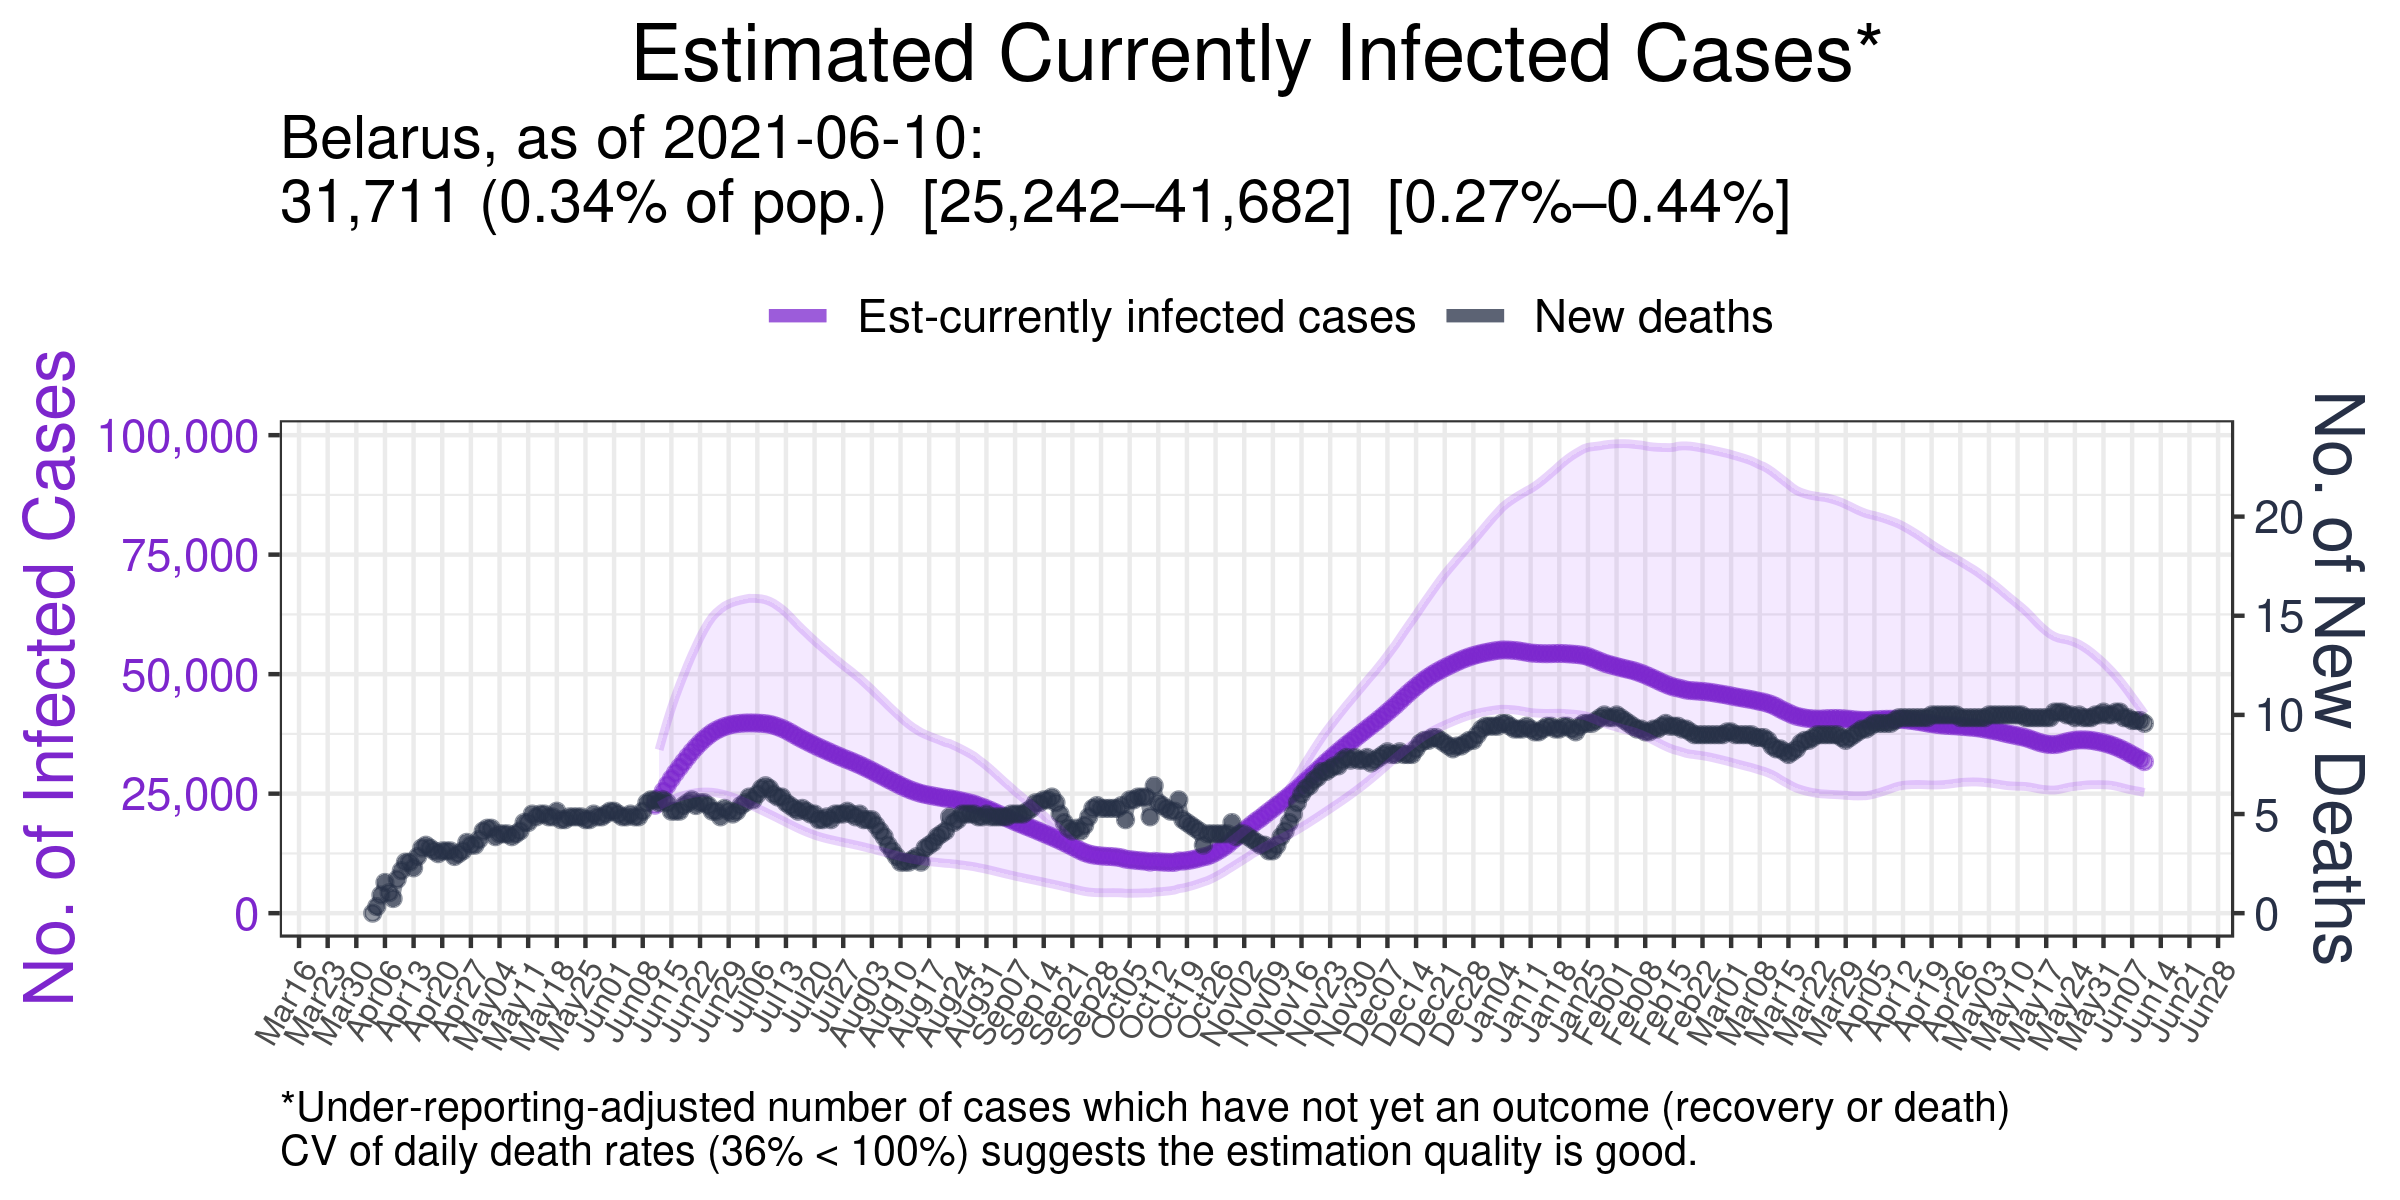 Estimated Currently Infected Cases*
Belarus, as of 2021-06-10:
31,711 (0.34% of pop.) [25,242–41,682] [0.27%–0.44%]
Est-currently infected cases New deaths
No. of Infected Cases
100,000
75,000
50,000
25,000
0
20
15
10
5
0
No. of New Deaths
Mar16 Mar23 Mar30 Apr06 Apr13 Apr20 Apr27 May04 May11 May18 May25 Jun01 Jun08 Jun15 Jun22 Jun29 Jul06 Jul13 Jul20 Jul27 Aug03 Aug10 Aug17 Aug24 Aug31 Sep07 Sep14 Sep21 Sep28 Oct05 Oct12 Oct19 Oct26 Nov02 Nov09 Nov16 Nov23 Nov30 Dec07 Dec14 Dec21 Dec28 Jan04 Jan11 Jan18 Jan25 Feb01 Feb08 Feb15 Feb22 Mar01 Mar08 Mar15 Mar22 Mar29 Apr05 Apr12 Apr19 Apr26 May03 May10 May17 May24 May31 Jun07 Jun14 Jun21 Jun28
*Under-reporting-adjusted number of cases which have not yet an outcome (recovery or death)
CV of daily death rates (36% < 100%) suggests the estimation quality is good.